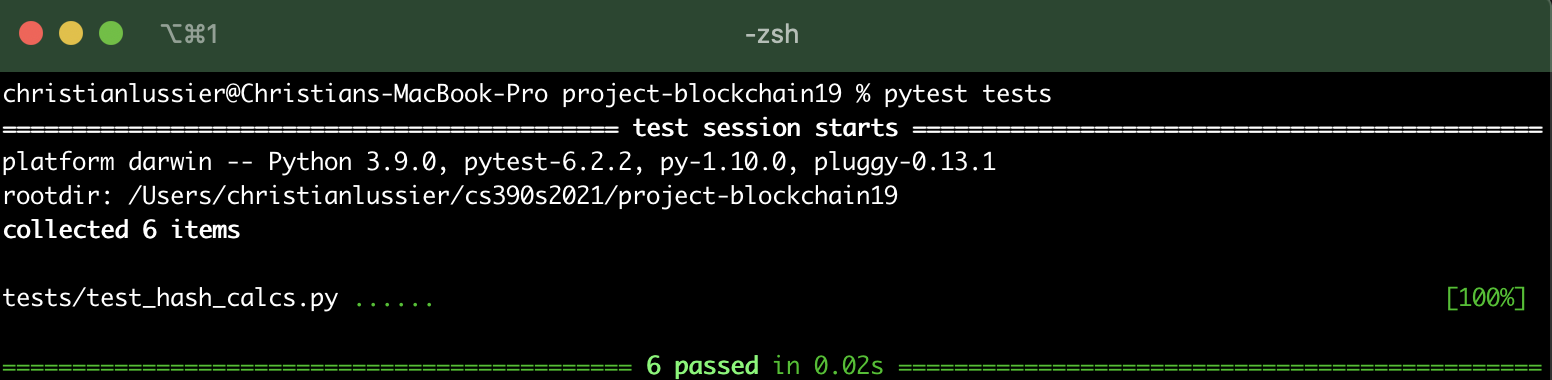 ⌥⌘1 -zsh
christianlussier@Christians-MacBook-Pro project-blockchain19 % pytest tests
============================================ test session starts =============================================
platform darwin -- Python 3.9.0, pytest-6.2.2, py-1.10.0, pluggy-0.13.1
rootdir: /Users/christianlussier/cs390s2021/project-blockchain19
collected 6 items
tests/test_hash_calcs.py ...... [100%]
============================================= 6 passed in 0.02s ==============================================